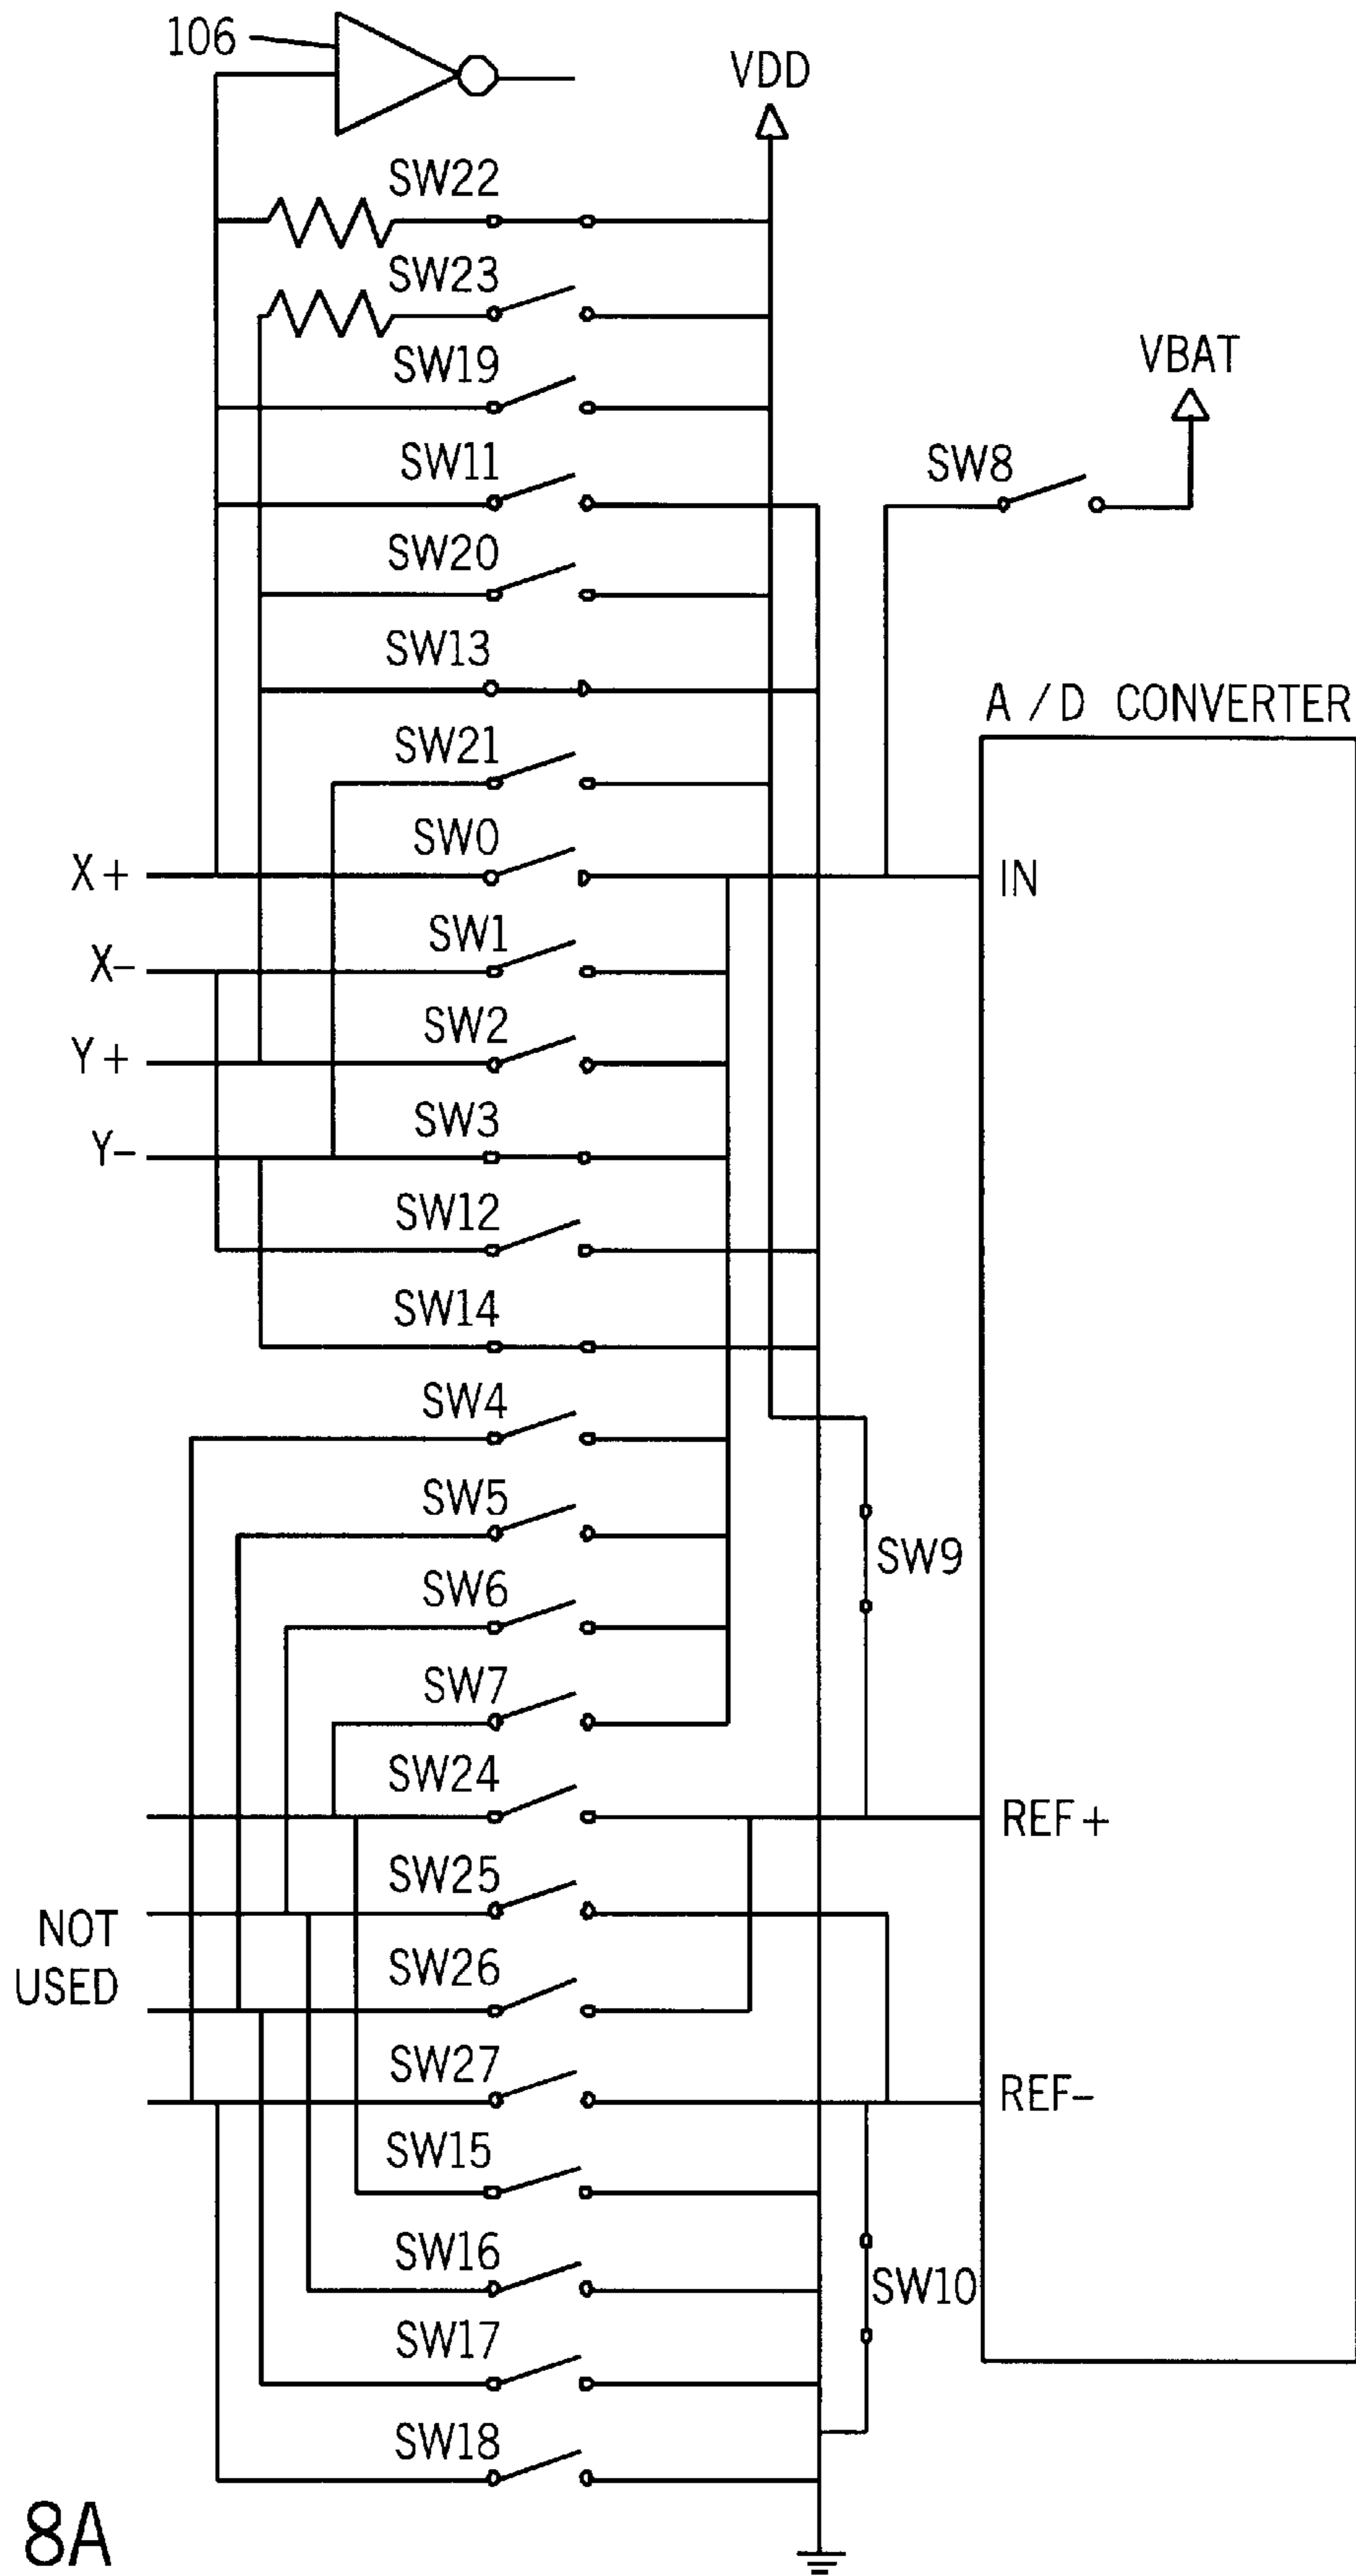 106
VDD
SW22
SW23
SW19
VBAT
SW11
SW8
SW20
SW13
A/D CONVERTER
SW21
SW0
X+
IN
SW1
X-
SW2
Y+
SW3
Y-
SW12
SW14
SW4
SW5
SW9
SW6
SW7
SW24
REF+
SW25
NOT
USED
SW26
SW27
REF-
SW15
SW16
SW10
SW17
SW18
8A